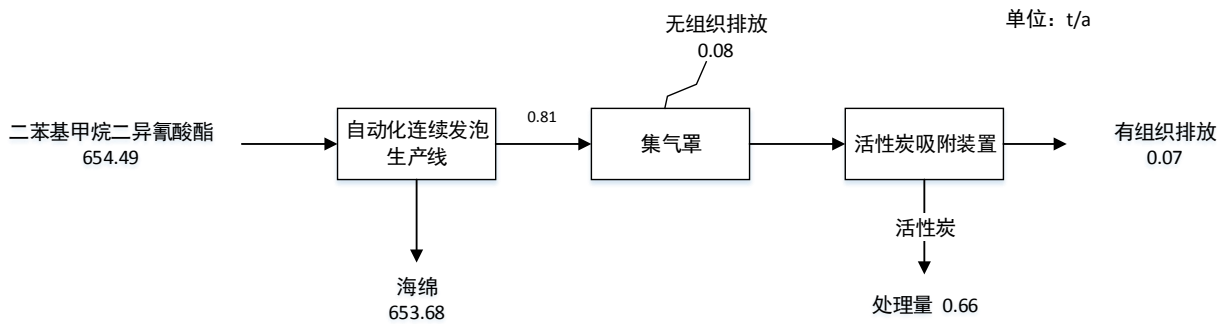 单位：t/a
无组织排放
0.08
二苯基甲烷二异氰酸酯
654.49
自动化连续发泡
生产线
0.81
集气罩
活性炭吸附装置
有组织排放
0.07
海绵
653.68
活性炭
处理量 0.66